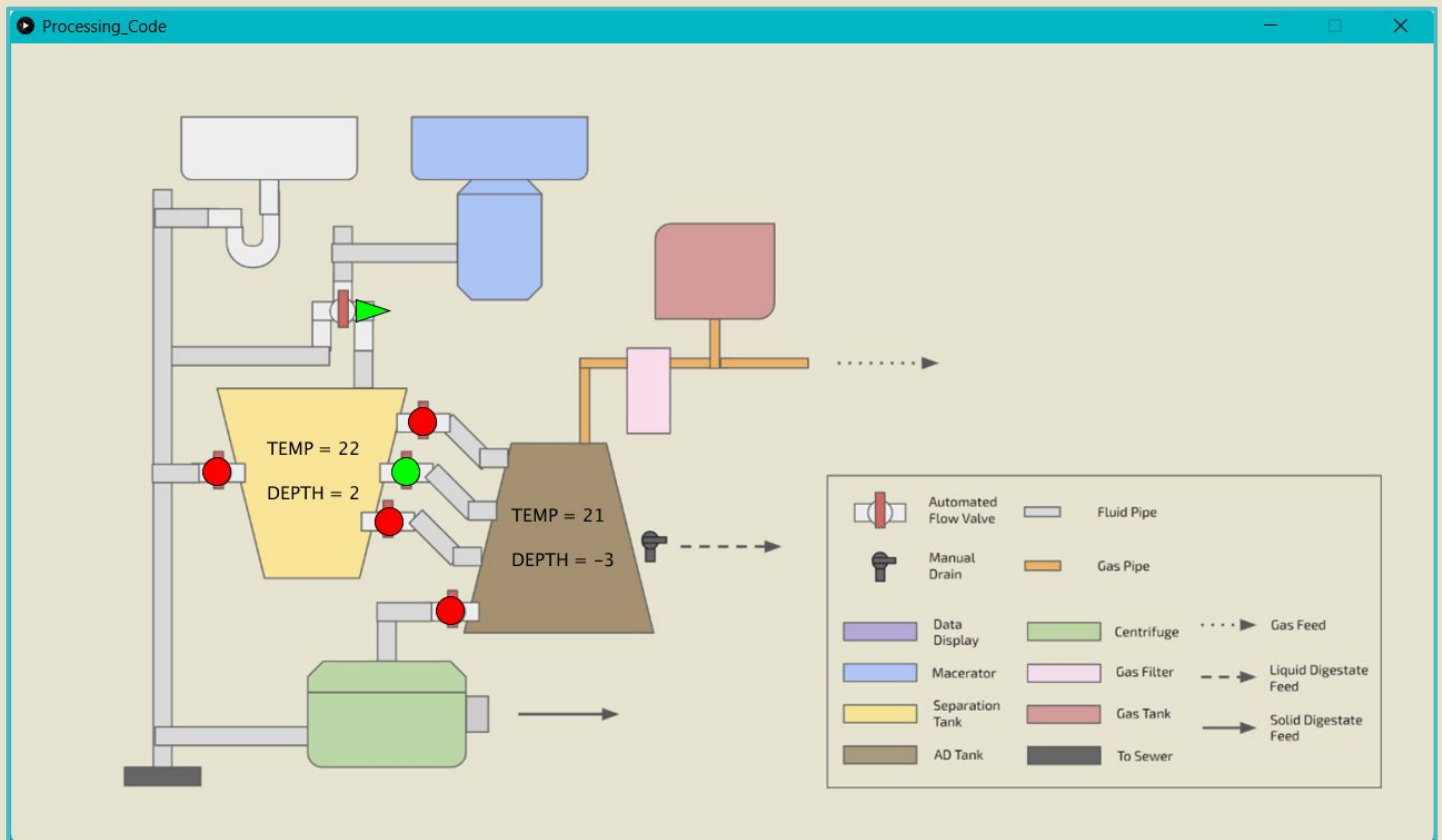 Processing_Code
TEMP = 22
DEPTH = 2
TEMP = 21
DEPTH = -3
Automated
Flow Valve
Fluid Pipe
Manual
Drain
Gas Pipe
Data
Display
Centrifuge
Gas Feed
Macerator
Gas Filter
Liquid Digestate
Feed
Separation
Tank
Gas Tank
Solid Digestate
Feed
AD Tank
To Sewer